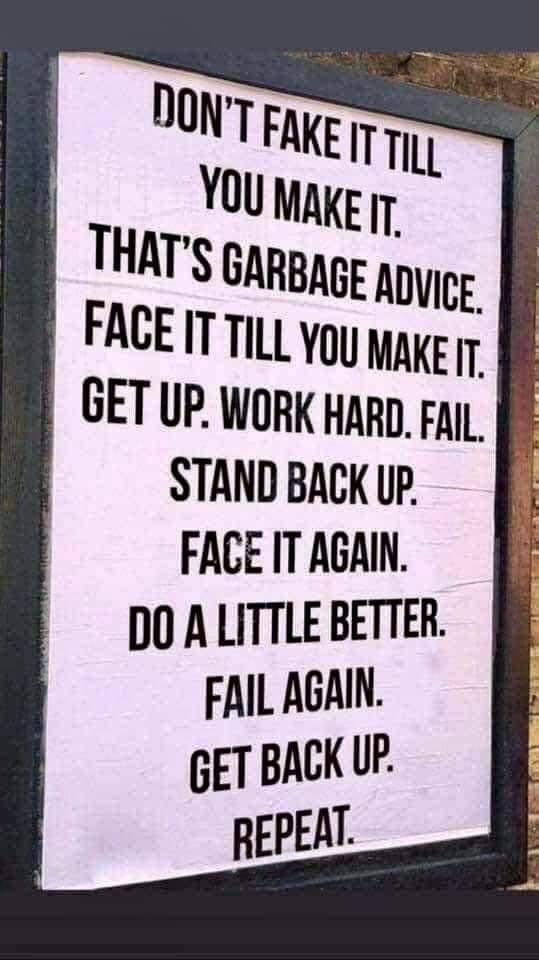 DON'T FAKE IT TILL
YOU MAKE IT.
THAT'S GARBAGE ADVICE.
FACE IT TILL YOU MAKE IT.
GET UP. WORK HARD. FAIL.
STAND BACK UP.
FACE IT AGAIN.
DO A LITTLE BETTER.
FAIL AGAIN.
GET BACK UP.
REPEAT.